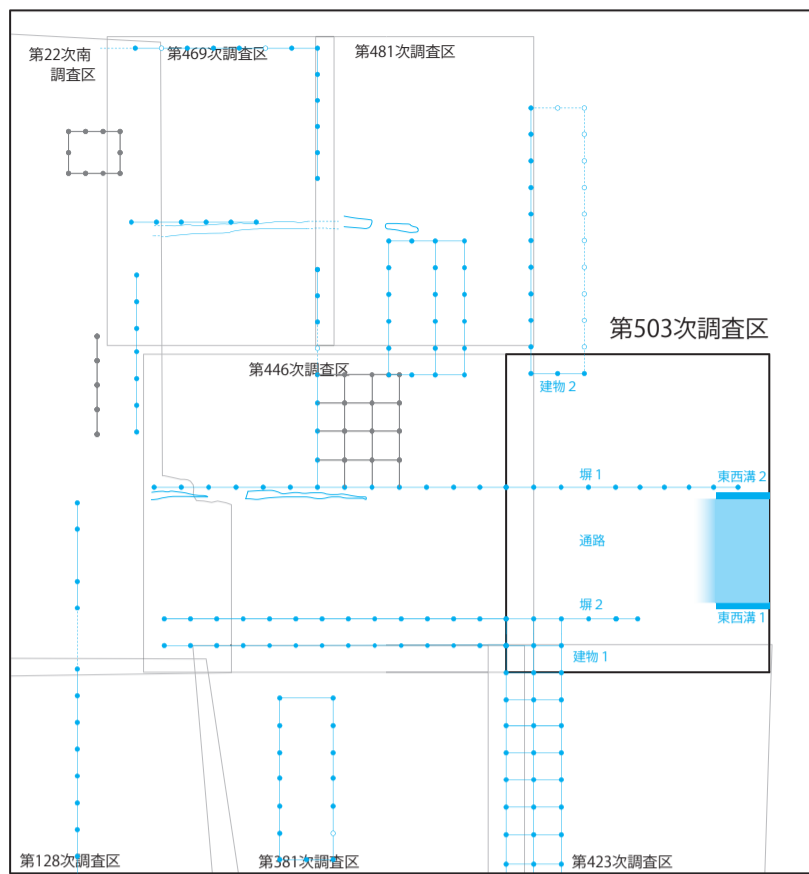 第22次南
調査区
第469次調査区
第481次調査区
第503次調査区
第446次調査区
建物 2
塀 1
東西溝 2
通路
塀 2
東西溝 1
建物 1
第128次調査区
第381次調査区
第423次調査区